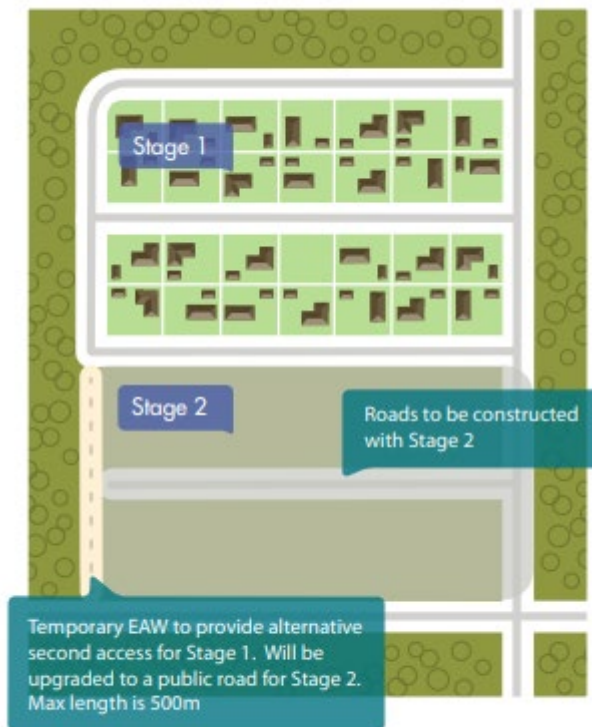 Stage 1
Stage 2
Roads to be constructed
with Stage 2
Temporary EAW to provide alternative
second access for Stage 1. Will be
upgraded to a public road for Stage 2.
Max length is 500m